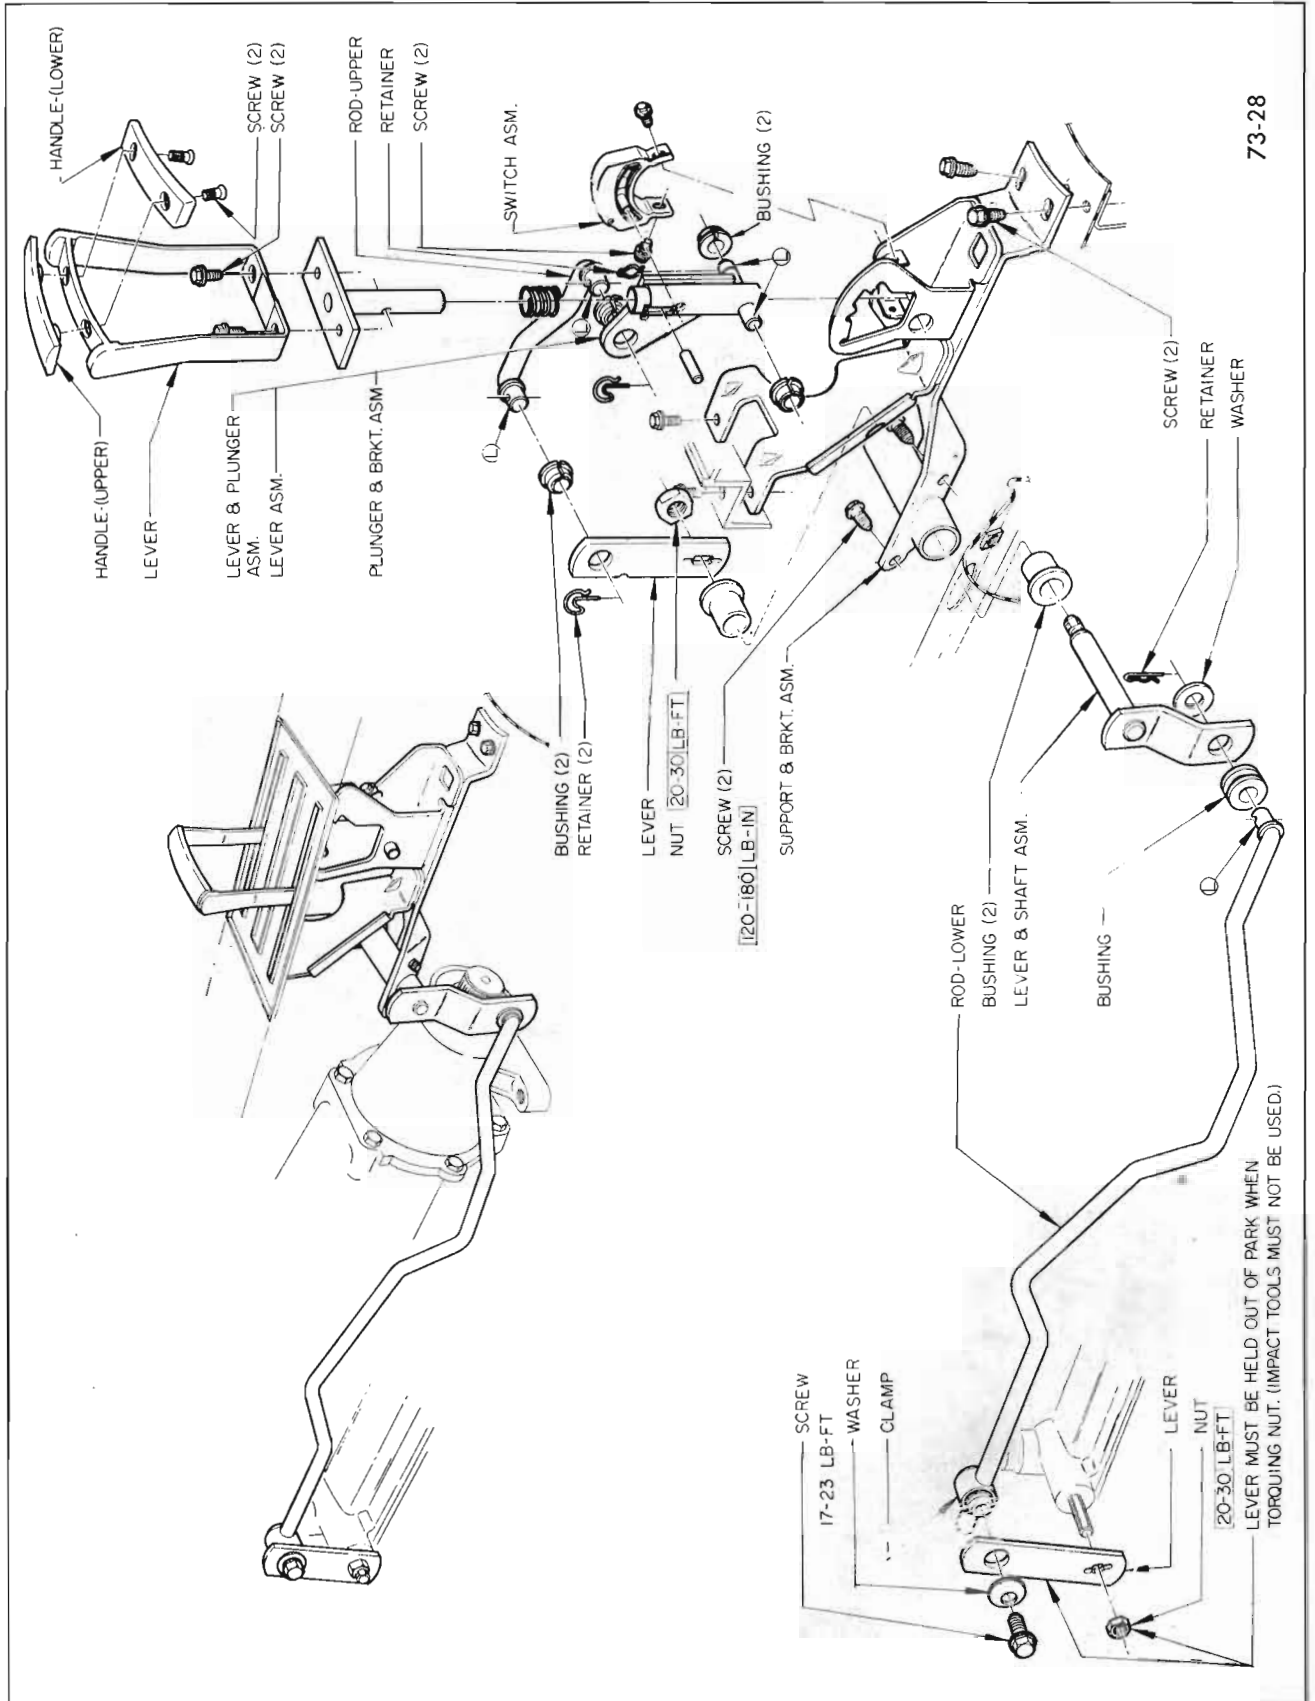 HANDLE-(LOWER)
SCREW (2)
SCREW (2)
ROD-UPPER
RETAINER
SCREW (2)
SWITCH ASM.
BUSHING (2)
HANDLE-(UPPER)
LEVER
LEVER & PLUNGER
ASM.
LEVER ASM.
PLUNGER & BRKT. ASM
L
L
L
SCREW (2)
RETAINER
WASHER
BUSHING (2)
RETAINER (2)
LEVER
NUT 20-30 LB-FT
SCREW (2)
120-180 LB-IN
SUPPORT & BRKT. ASM.
ROD-LOWER
BUSHING (2)
LEVER & SHAFT ASM.
BUSHING
L
SCREW
17-23 LB-FT
WASHER
CLAMP
LEVER
NUT
20-30 LB-FT
LEVER MUST BE HELD OUT OF PARK WHEN
TORQUING NUT. (IMPACT TOOLS MUST NOT BE USED.)
73-28